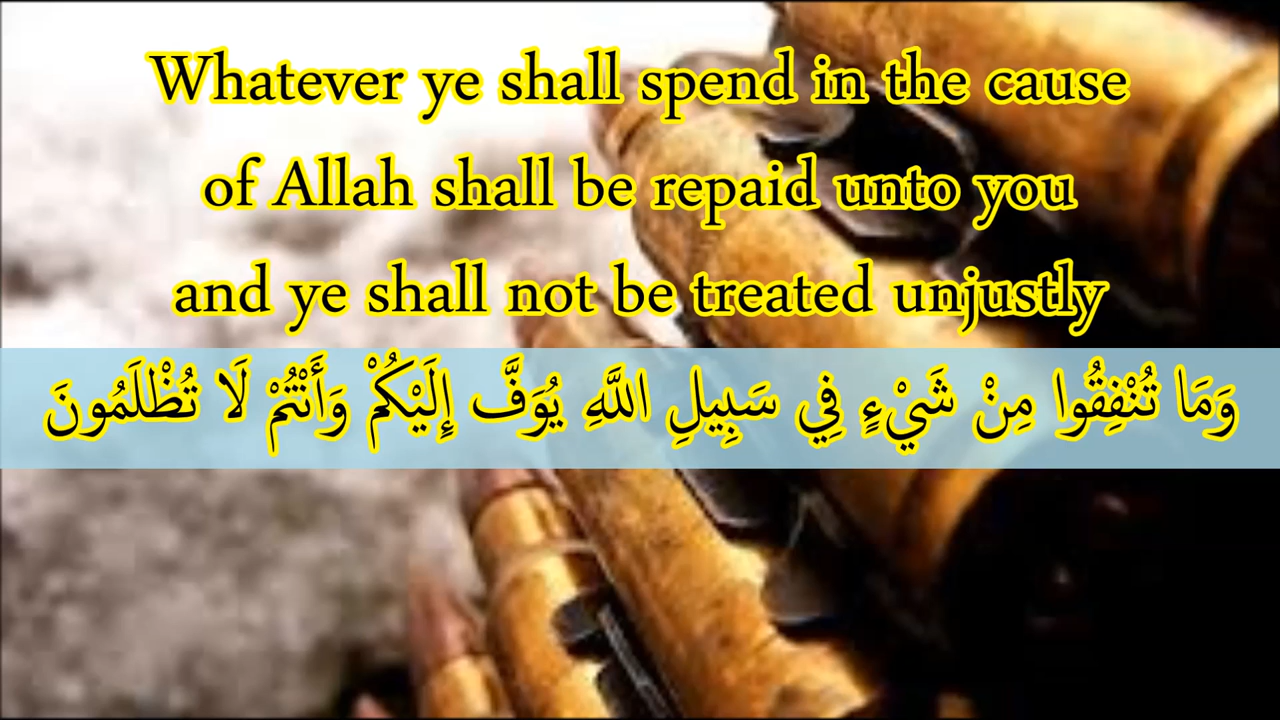 Whatever ye shall spend in the cause
of Allah shall be repaid unto you
and ye shall not be treated unjustly
وَمَا تُنْفِقُوا مِنْ شَيْءٍ فِي سَبِيلِ اللَّهِ يُوَفَّ إِلَيْكُمْ وَأَنْتُمْ لَا تُظْلَمُونَ